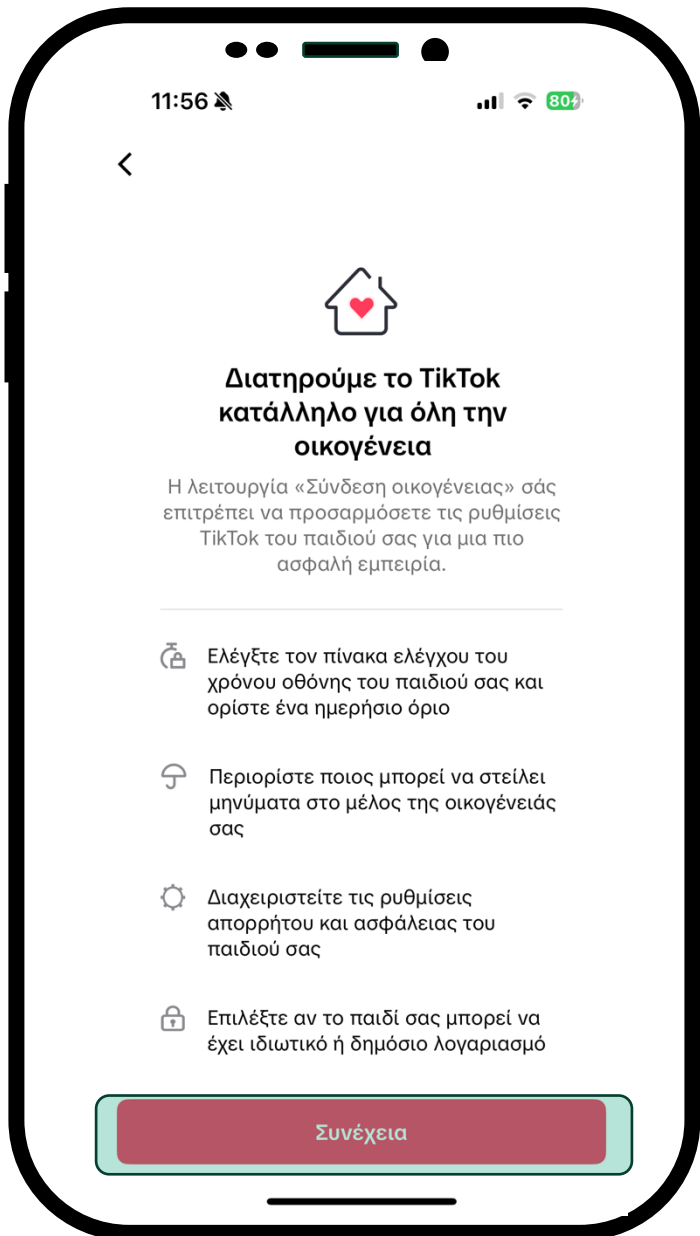 11:56
80
Διατηρούμε το TikTok
κατάλληλο για όλη την
οικογένεια
Η λειτουργία «Σύνδεση οικογένειας» σάς
επιτρέπει να προσαρμόσετε τις ρυθμίσεις
TikTok του παιδιού σας για μια πιο
ασφαλή εμπειρία.
Ελέγξτε τον πίνακα ελέγχου του
χρόνου οθόνης του παιδιού σας και
ορίστε ένα ημερήσιο όριο
Περιορίστε ποιος μπορεί να στείλει
μηνύματα στο μέλος της οικογένειάς
σας
Διαχειριστείτε τις ρυθμίσεις
απορρήτου και ασφάλειας του
παιδιού σας
Επιλέξτε αν το παιδί σας μπορεί να
έχει ιδιωτικό ή δημόσιο λογαριασμό
Συνέχεια